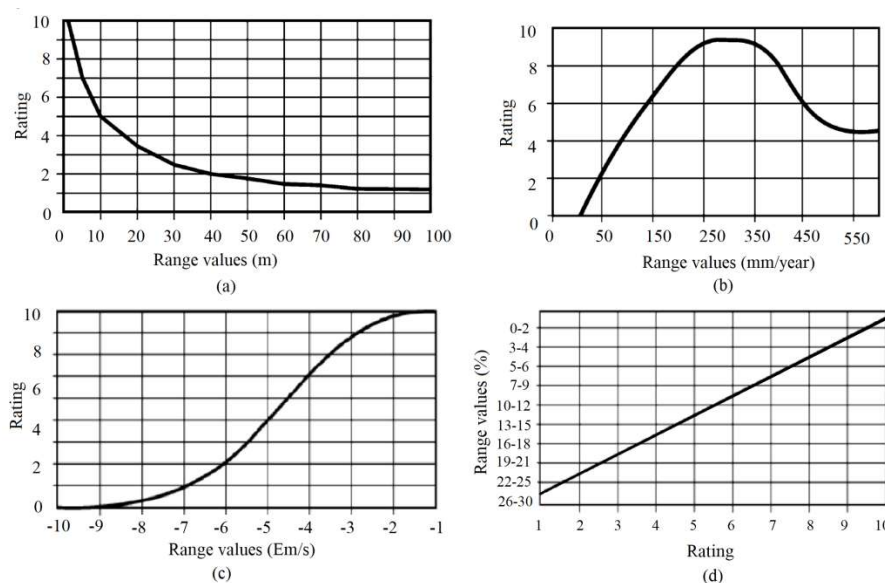 10
8
6
4
2
0
Rating
0 10 20 30 40 50 60 70 80 90 100
Range values (m)
(a)
10
8
6
4
2
0
Rating
0 50 150 250 350 450 550
Range values (mm/year)
(b)
10
8
6
4
2
0
Rating
-10 -9 -8 -7 -6 -5 -4 -3 -2 -1
Range values (Em/s)
(c)
0-2
3-4
5-6
7-9
10-12
13-15
16-18
19-21
22-25
26-30
Range values (%)
1 2 3 4 5 6 7 8 9 10
Rating
(d)